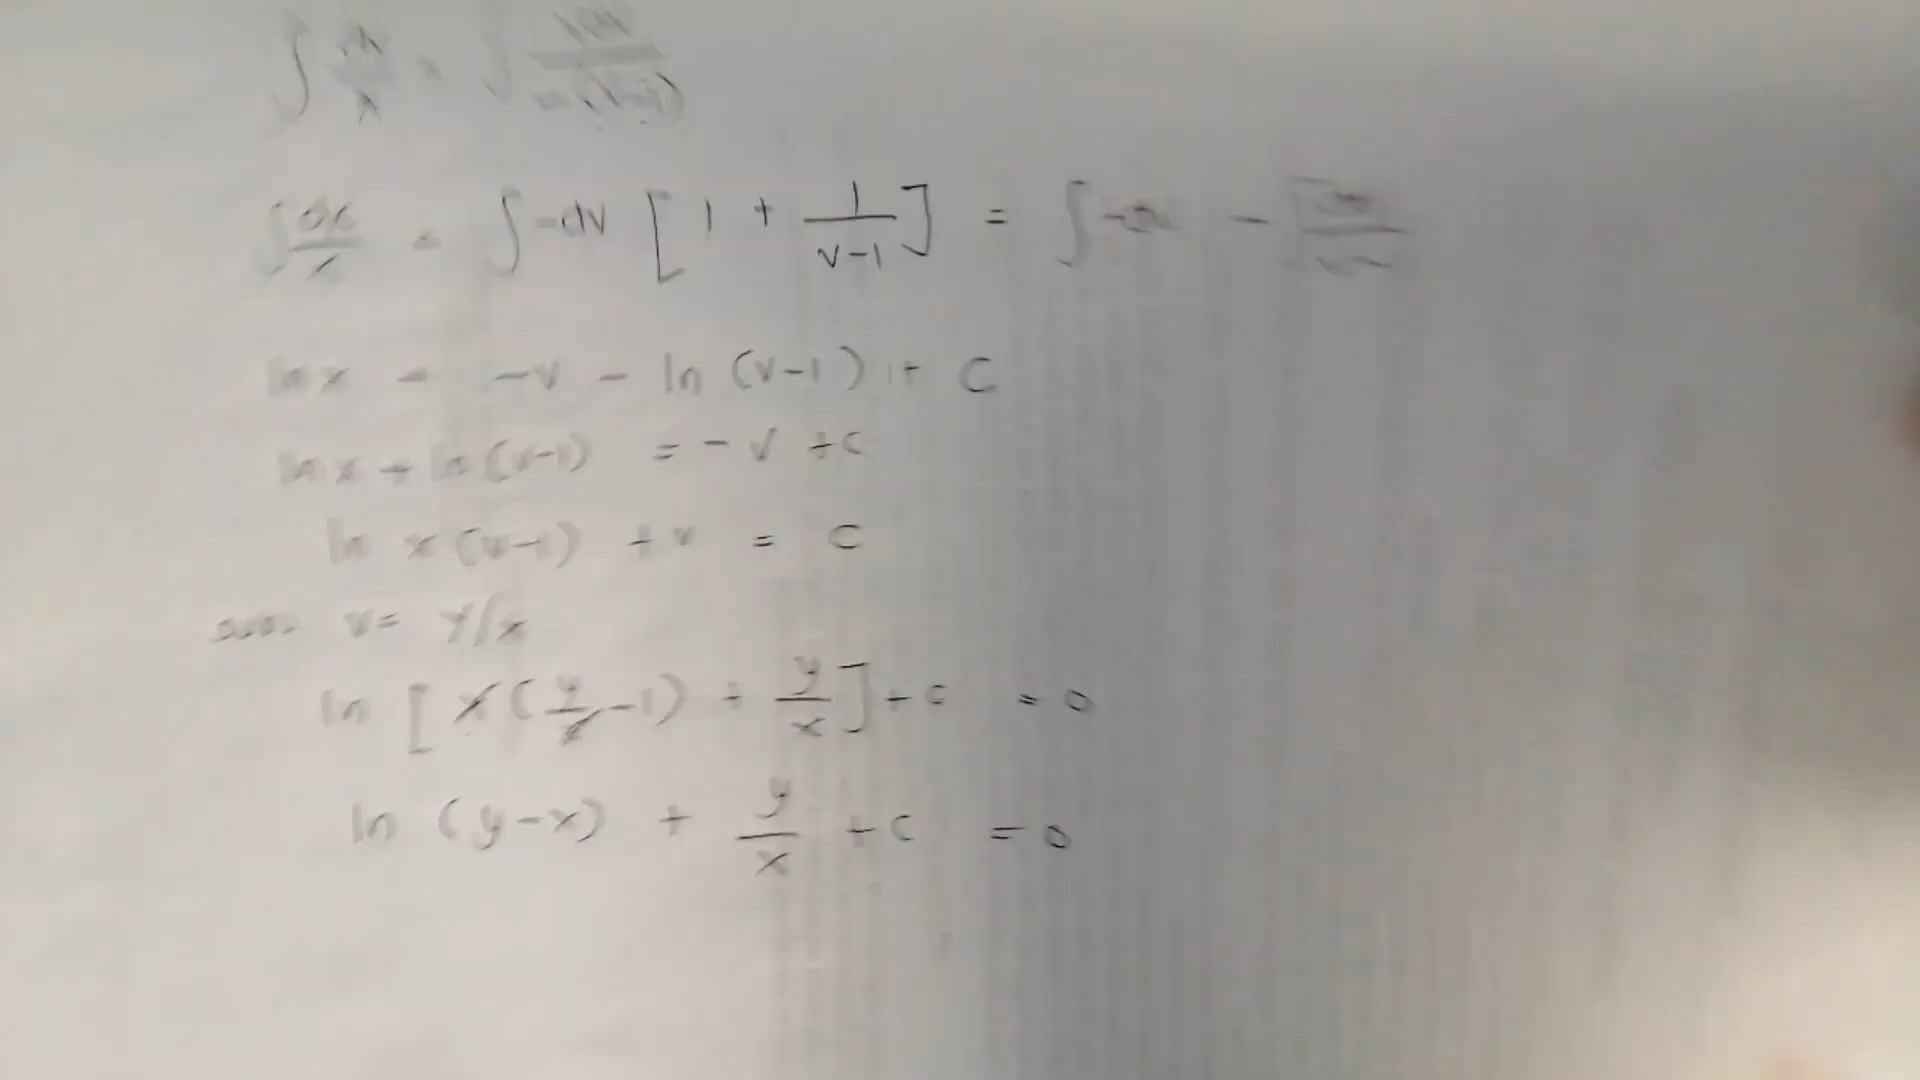 ∫ dx/x = ∫ -dv [ 1 + 1/(v-1) ] = ∫ -dv -
ln x = -v - ln (v-1) + C
ln x + ln (v-1) = - v + c
ln x (v-1) + v = C
v = y/x
ln [ x ( y/x - 1) + y/x ] + c = 0
ln (y-x) + y/x + c = 0